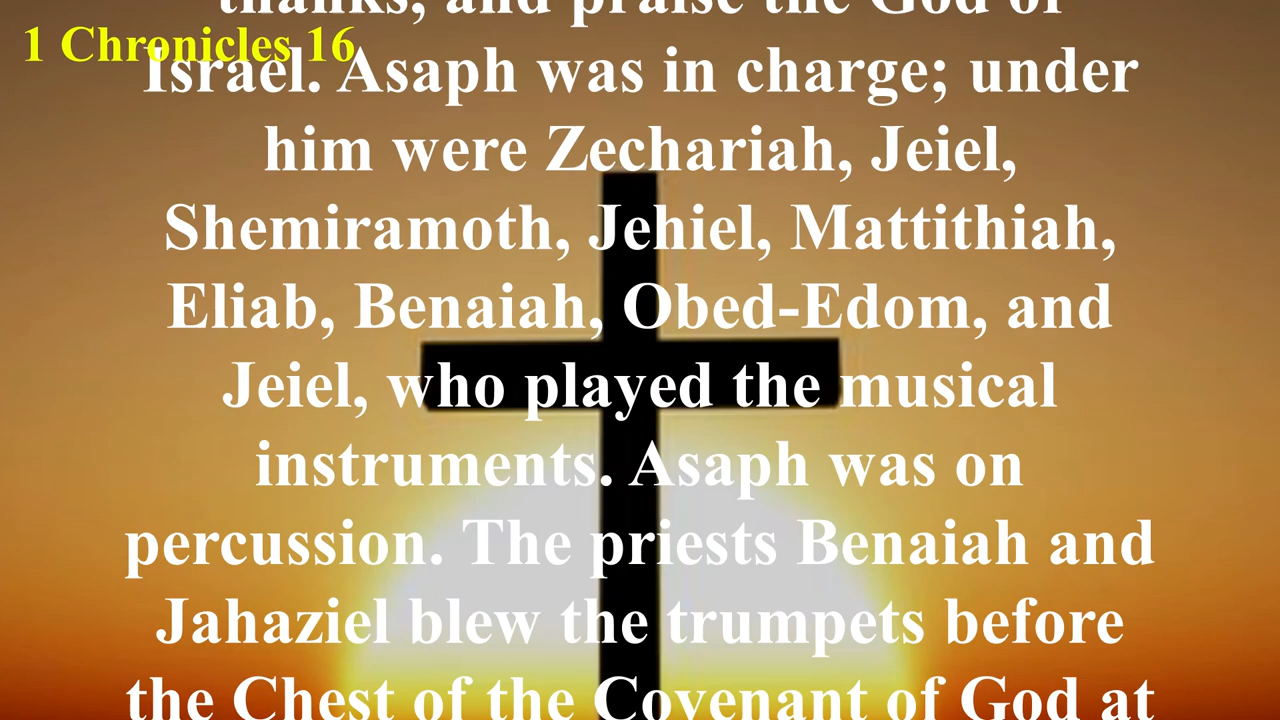 thanks, and praise the God of
1 Chronicles 16
Israel. Asaph was in charge; under
him were Zechariah, Jeiel,
Shemiramoth, Jehiel, Mattithiah,
Eliab, Benaiah, Obed-Edom, and
Jeiel, who played the musical
instruments. Asaph was on
percussion. The priests Benaiah and
Jahaziel blew the trumpets before
the Chest of the Covenant of God at